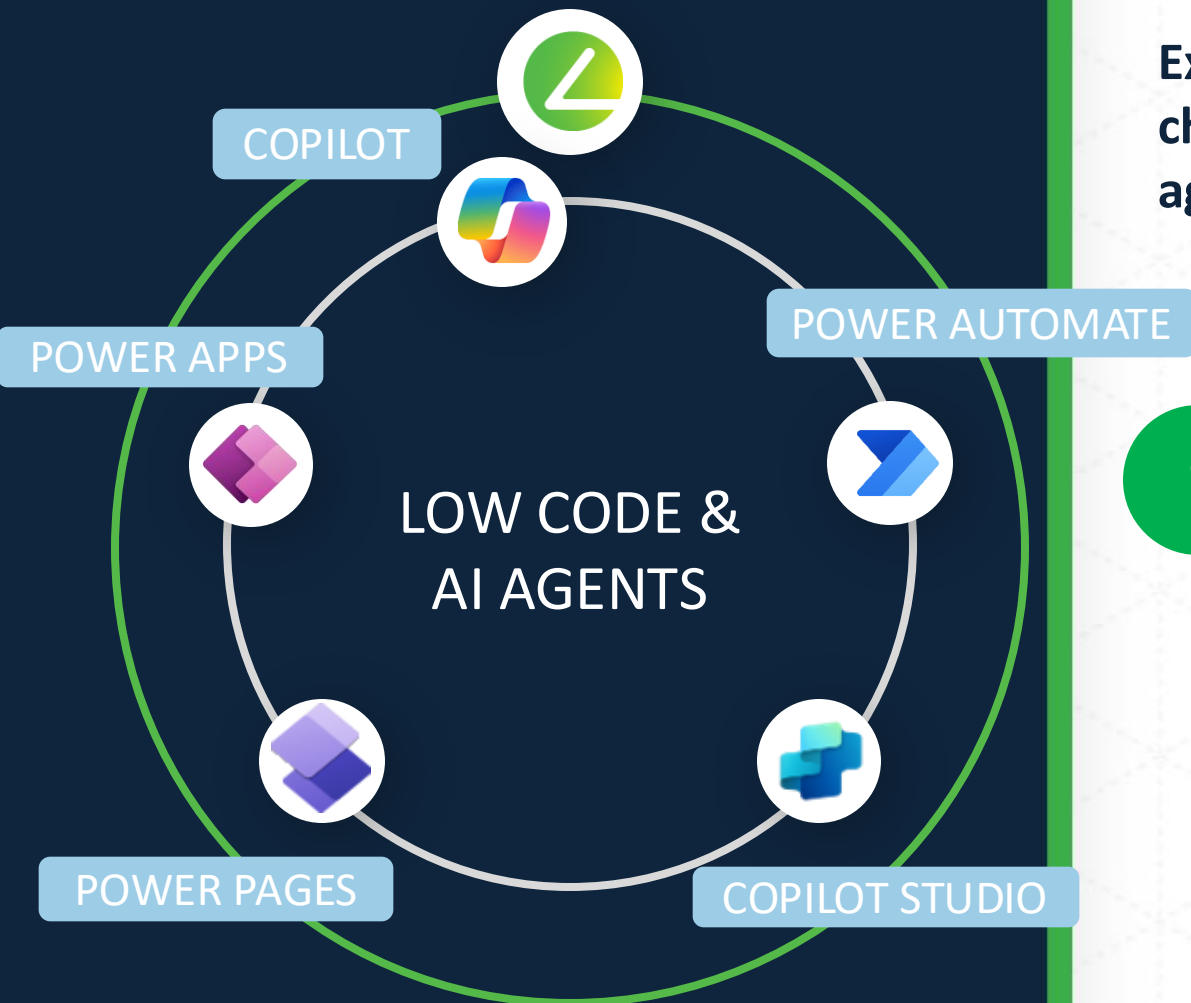 COPILOT
POWER AUTOMATE
POWER APPS
LOW CODE &
AI AGENTS
POWER PAGES
COPILOT STUDIO